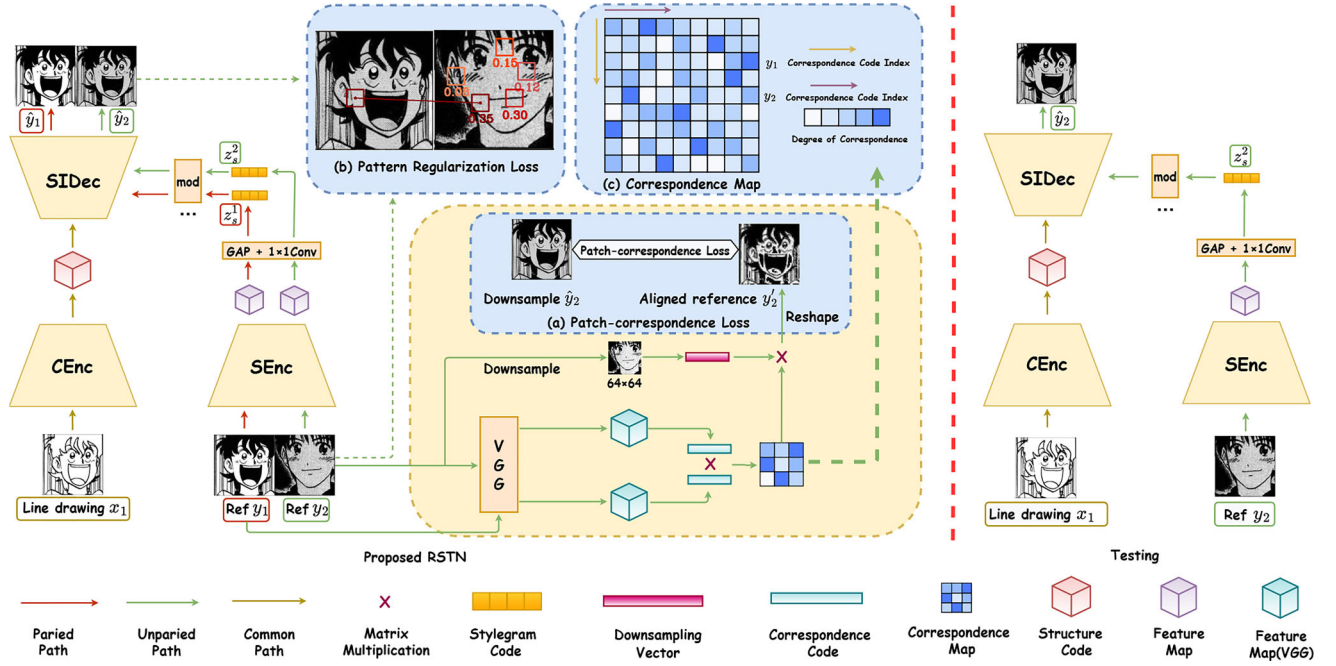 ŷ₁
ŷ₂
SIDec
mod
...
z_s^2
z_s^1
GAP + 1×1Conv
CEnc
SEnc
Line drawing x₁
Ref y₁
Ref y₂
0.15
0.12
0.35
0.30
(b) Pattern Regularization Loss
y₁ Correspondence Code Index
y₂ Correspondence Code Index
Degree of Correspondence
(c) Correspondence Map
Patch-correspondence Loss
Downsample ŷ₂
Aligned reference y₂′
(a) Patch-correspondence Loss
Reshape
Downsample
64×64
×
V
G
G
×
Proposed RSTN
ŷ₂
SIDec
mod
...
z_s^2
GAP + 1×1Conv
CEnc
SEnc
Line drawing x₁
Ref y₂
Testing
Paried
Path
Unparied
Path
Common
Path
×
Matrix
Multiplication
Stylegram
Code
Downsampling
Vector
Correspondence
Code
Correspondence
Map
Structure
Code
Feature
Map
Feature
Map(VGG)